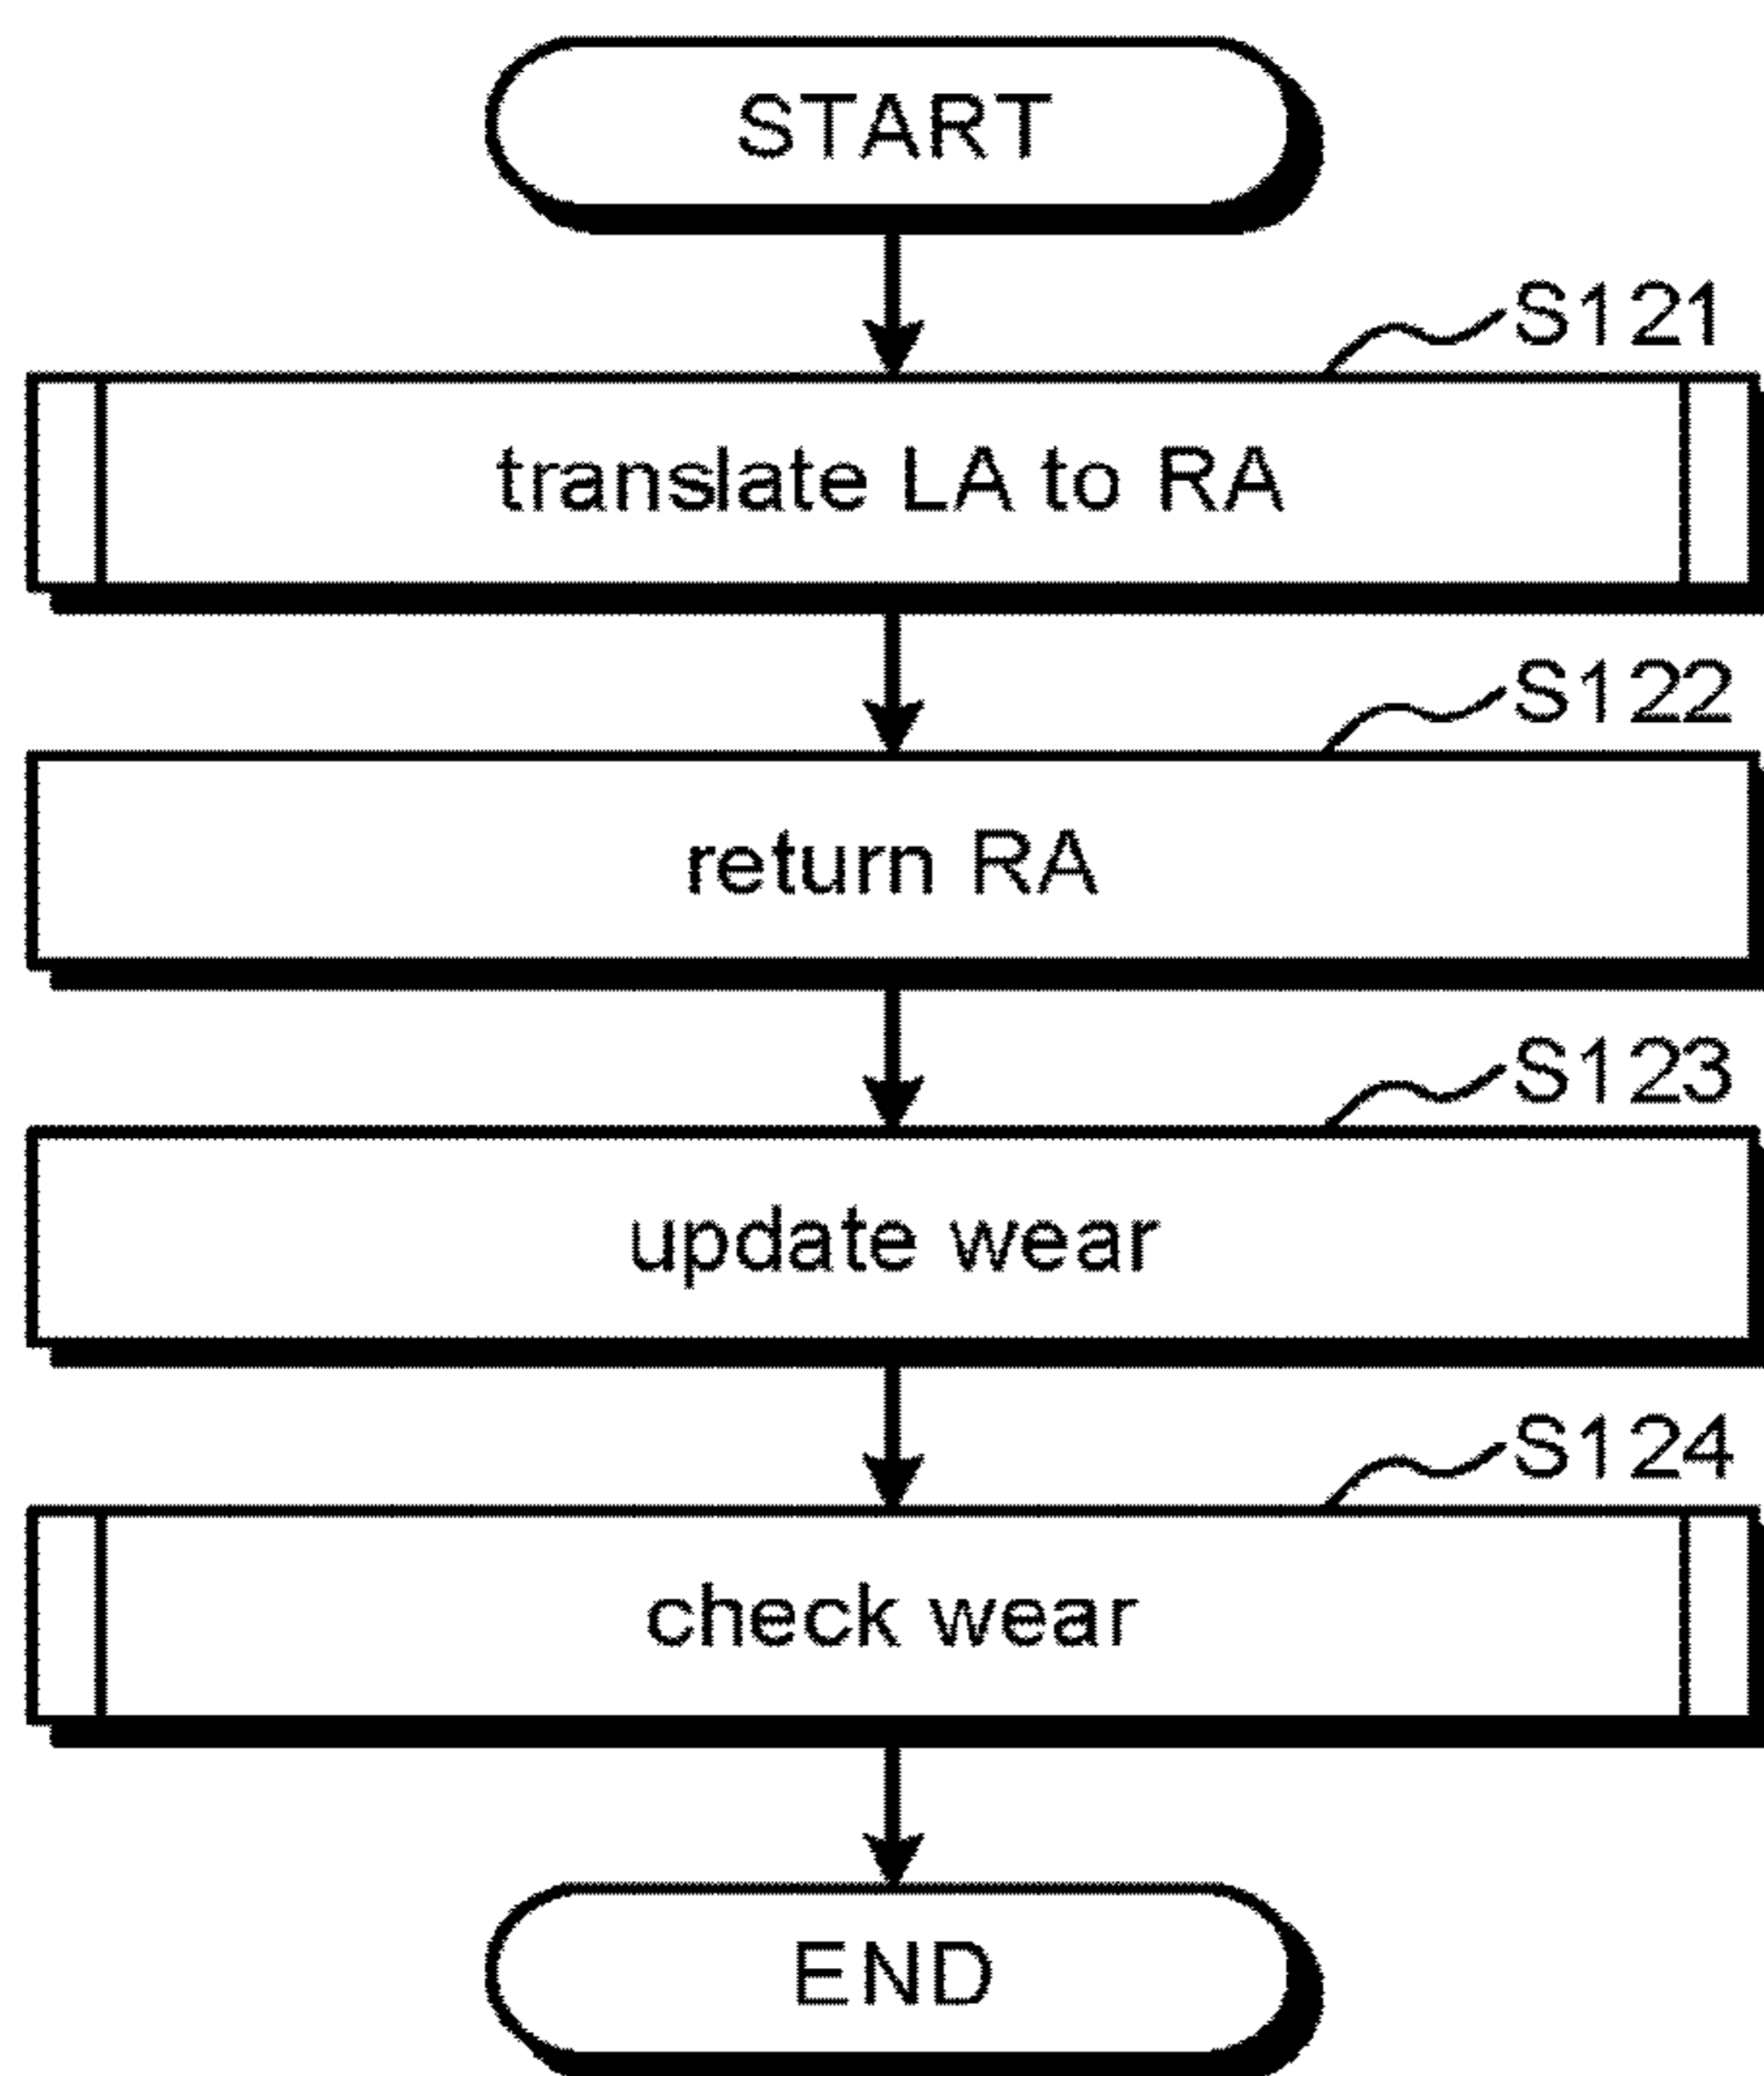 START
S121
translate LA to RA
S122
return RA
S123
update wear
S124
check wear
END